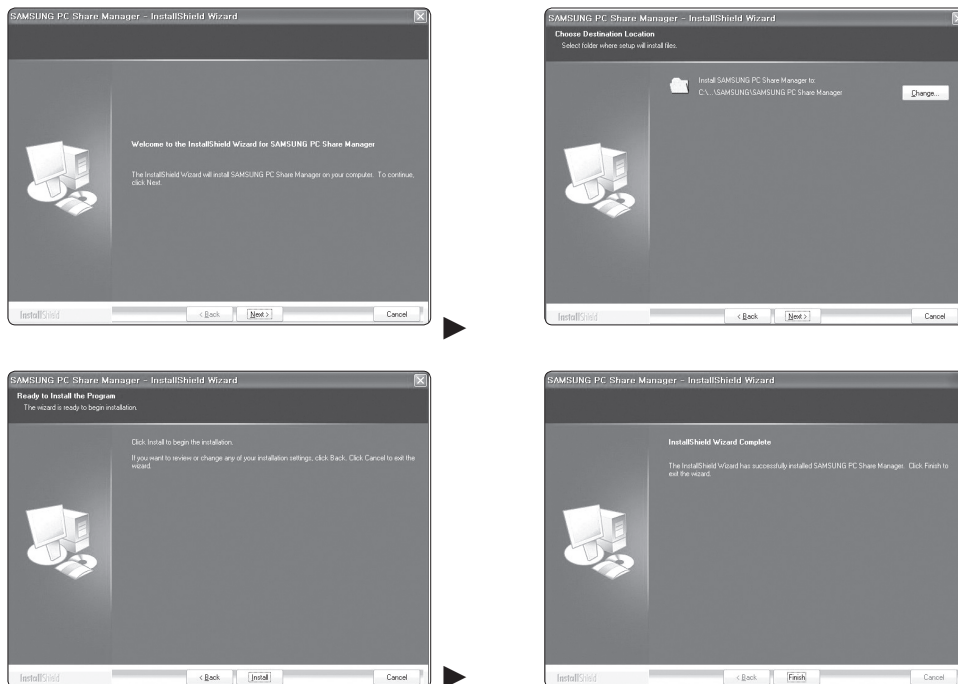 SAMSUNG PC Share Manager - InstallShield Wizard
Welcome to the InstallShield Wizard for SAMSUNG PC Share Manager
The InstallShield Wizard will install SAMSUNG PC Share Manager on your computer. To continue,
click Next.
InstallShield
< Back
Next >
Cancel
SAMSUNG PC Share Manager - InstallShield Wizard
Choose Destination Location
Select folder where setup will install files.
Install SAMSUNG PC Share Manager to:
C:\...\SAMSUNG\SAMSUNG PC Share Manager
Change...
InstallShield
< Back
Next >
Cancel
SAMSUNG PC Share Manager - InstallShield Wizard
Ready to Install the Program
The wizard is ready to begin installation.
Click Install to begin the installation.
If you want to review or change any of your installation settings, click Back. Click Cancel to exit the
wizard.
InstallShield
< Back
Install
Cancel
SAMSUNG PC Share Manager - InstallShield Wizard
InstallShield Wizard Complete
The InstallShield Wizard has successfully installed SAMSUNG PC Share Manager. Click Finish to
exit the wizard.
InstallShield
< Back
Finish
Cancel